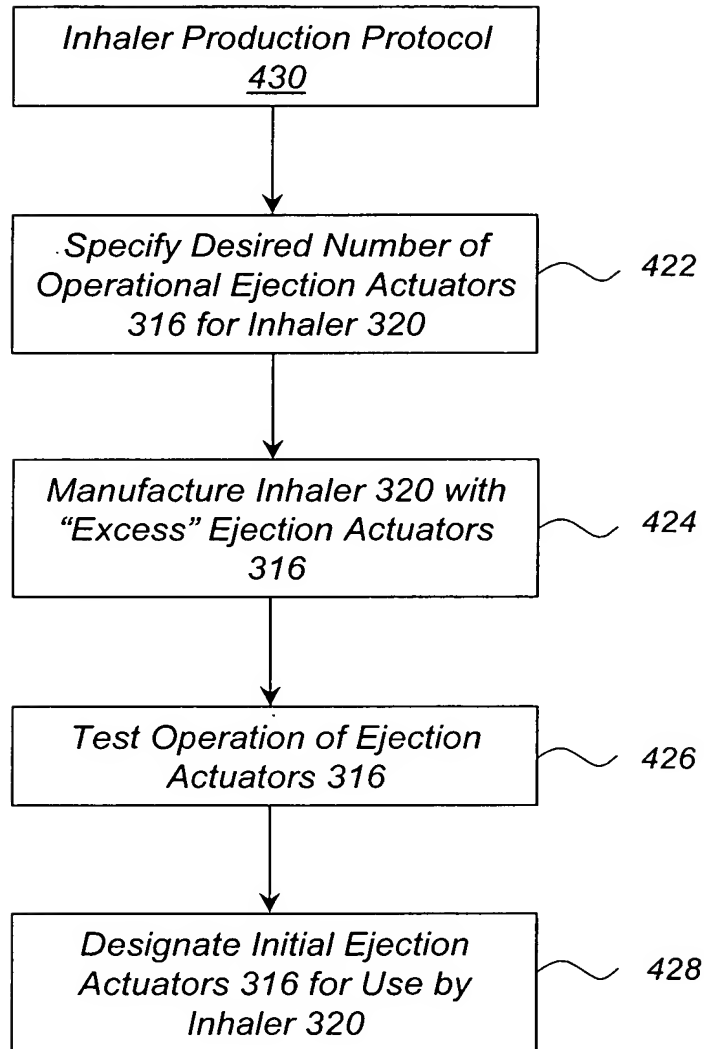 Inhaler Production Protocol
430
Specify Desired Number of
Operational Ejection Actuators
316 for Inhaler 320
422
Manufacture Inhaler 320 with
“Excess” Ejection Actuators
316
424
Test Operation of Ejection
Actuators 316
426
Designate Initial Ejection
Actuators 316 for Use by
Inhaler 320
428